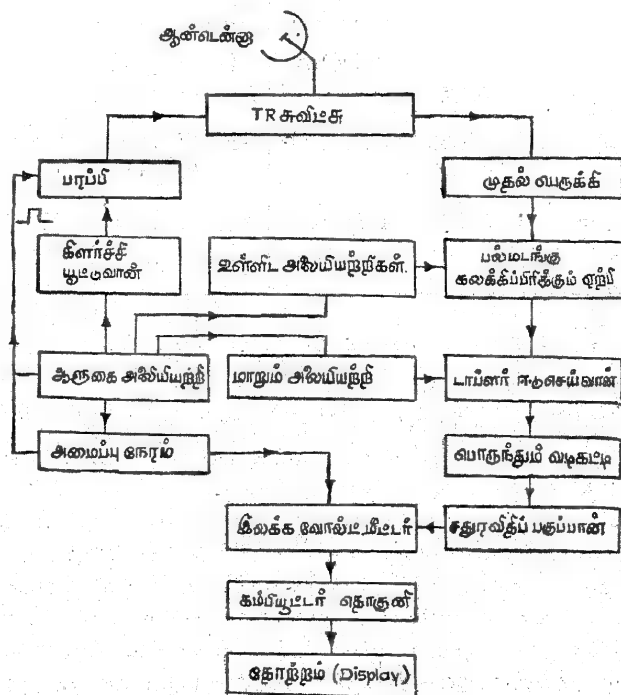 ஆன்டென்னா
TR சுவிட்சு
பரப்பி
முதல் பெருக்கி
கிளர்ச்சி
யூட்டுவான்
உள்ளிட அலையியற்றிகள்.
பல்மடங்கு
கலக்கிப்பிரிக்கும் ஏற்பி
ஆளுகை அலையியற்றி
மாறும் அலையியற்றி
டாப்ளர் ஈடுசெய்வான்
அமைப்பு நேரம்
பொருந்தும் வடிகட்டி
இலக்க வோல்ட் மீட்டர்
சதுரவிதிப் பகுப்பான்
கம்பியூட்டர் தொகுனி
தோற்றம் (Display)